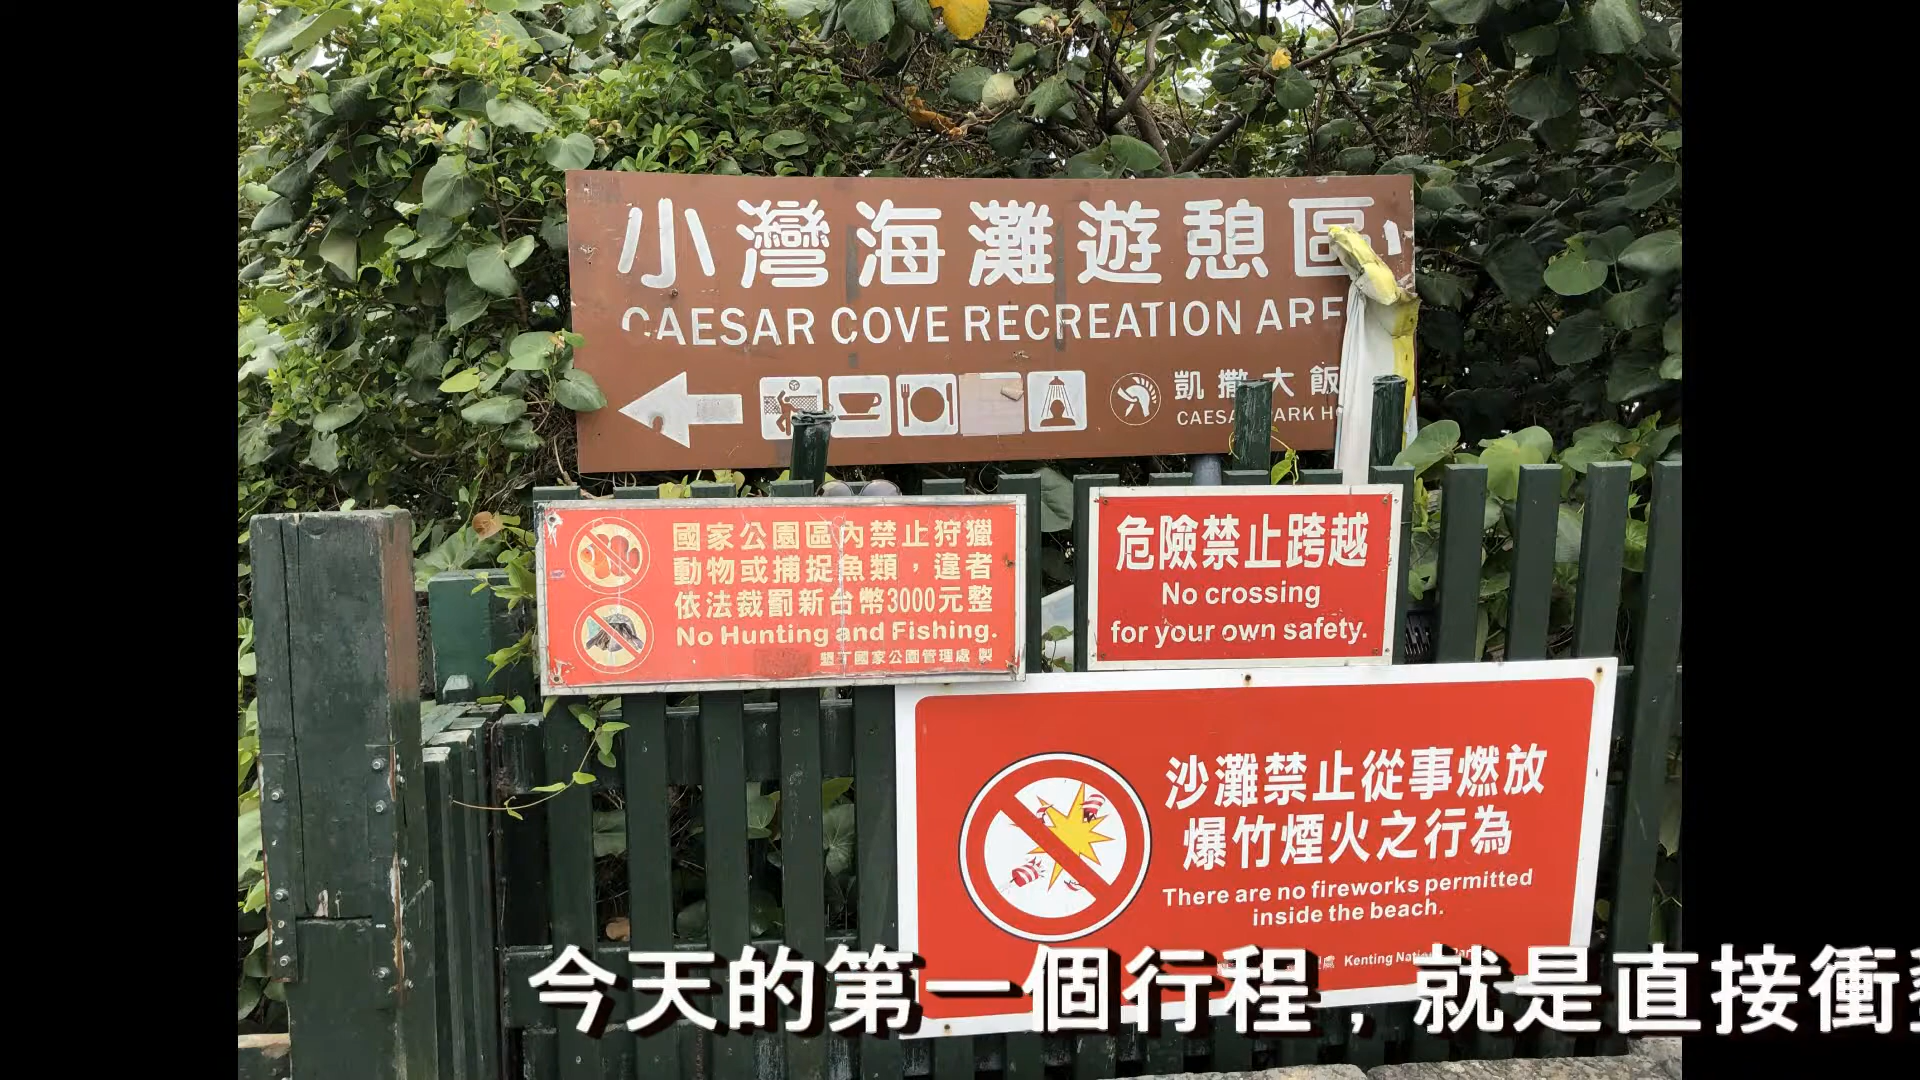 小灣海灘遊憩區
CAESAR COVE RECREATION ARE
凱撒大飯
CAESAR PARK H
國家公園區內禁止狩獵
動物或捕捉魚類，違者
依法裁罰新台幣3000元整
No Hunting and Fishing.
墾丁國家公園管理處 製
危險禁止跨越
No crossing
for your own safety.
沙灘禁止從事燃放
爆竹煙火之行為
There are no fireworks permitted
inside the beach.
Kenting National Park
今天的第一個行程，就是直接衝